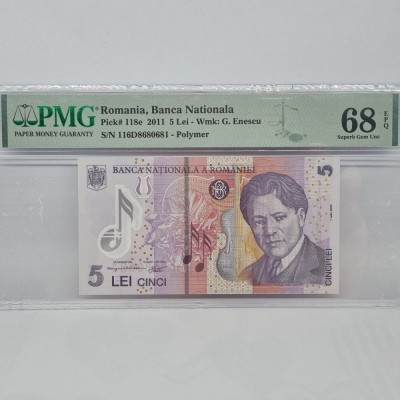 PMG
PAPER MONEY GUARANTY
Romania, Banca Nationala
Pick# 118e 2011 5 Lei - Wmk: G. Enescu
S/N 116D8680681 - Polymer
68 EPQ
Superb Gem Unc
BANCA NAȚIONALĂ A ROMÂNIEI
5
5 LEI CINCI
CINCI LEI